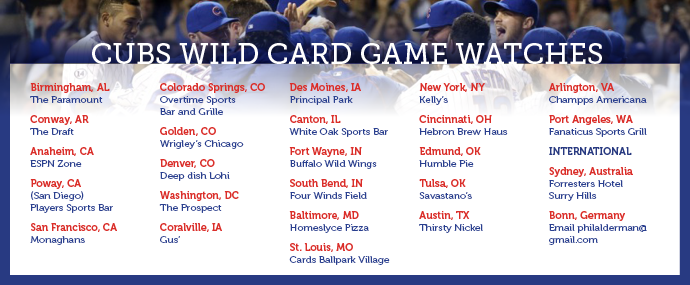 CUBS WILD CARD GAME WATCHES
Birmingham, AL
The Paramount
Conway, AR
The Draft
Anaheim, CA
ESPN Zone
Poway, CA
(San Diego)
Players Sports Bar
San Francisco, CA
Monaghans
Colorado Springs, CO
Overtime Sports
Bar and Grille
Golden, CO
Wrigley's Chicago
Denver, CO
Deep dish Lohi
Washington, DC
The Prospect
Coralville, IA
Gus'
Des Moines, IA
Principal Park
Canton, IL
White Oak Sports Bar
Fort Wayne, IN
Buffalo Wild Wings
South Bend, IN
Four Winds Field
Baltimore, MD
Homeslyce Pizza
St. Louis, MO
Cards Ballpark Village
New York, NY
Kelly's
Cincinnati, OH
Hebron Brew Haus
Edmund, OK
Humble Pie
Tulsa, OK
Savastano's
Austin, TX
Thirsty Nickel
Arlington, VA
Champps Americana
Port Angeles, WA
Fanaticus Sports Grill
INTERNATIONAL
Sydney, Australia
Forresters Hotel
Surry Hills
Bonn, Germany
Email philalderman@
gmail.com